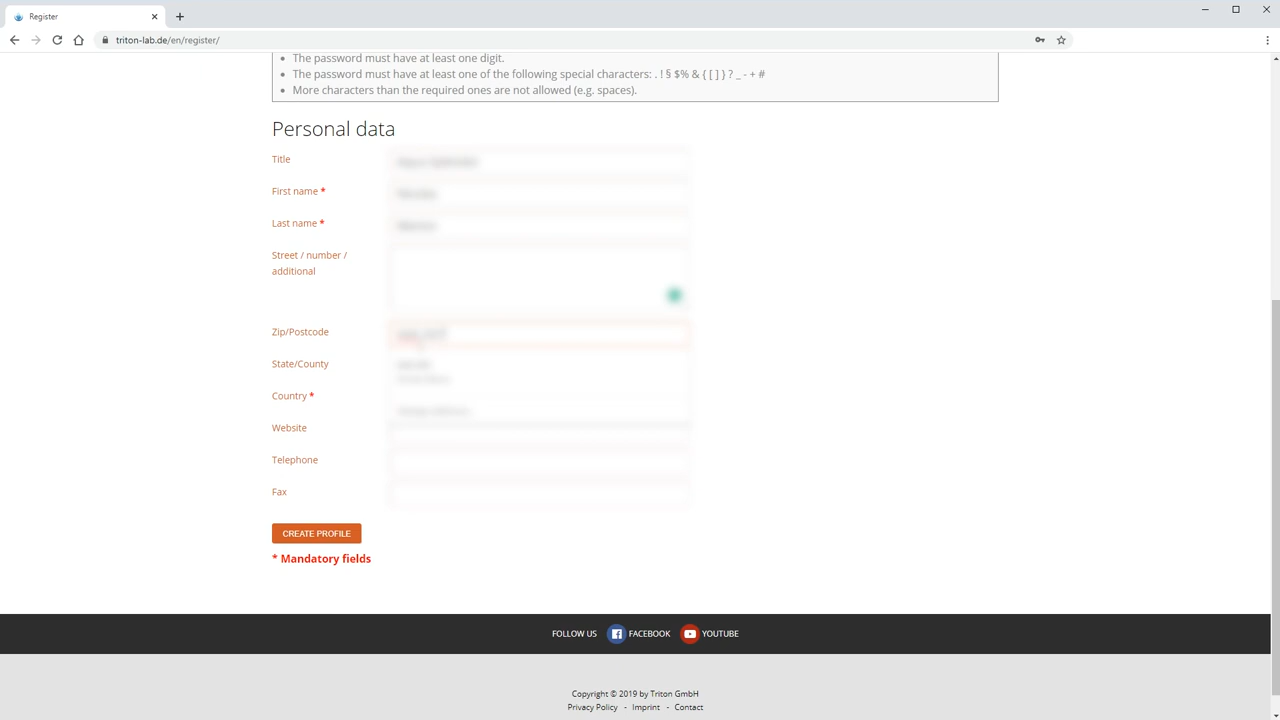 Register
triton-lab.de/en/register/
The password must have at least one digit.
The password must have at least one of the following special characters: . ! § $% & { [ ] } ? _ - + #
More characters than the required ones are not allowed (e.g. spaces).
Personal data
Title
First name *
Last name *
Street / number /
additional
Zip/Postcode
State/County
Country *
Website
Telephone
Fax
CREATE PROFILE
* Mandatory fields
FOLLOW US FACEBOOK YOUTUBE
Copyright © 2019 by Triton GmbH
Privacy Policy - Imprint - Contact